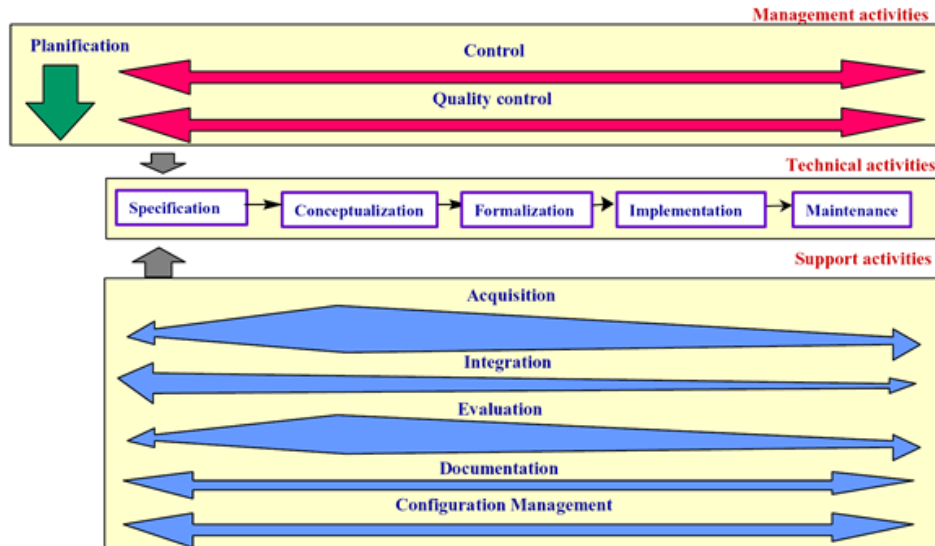 Management activities
Planification
Control
Quality control
Technical activities
Specification
Conceptualization
Formalization
Implementation
Maintenance
Support activities
Acquisition
Integration
Evaluation
Documentation
Configuration Management